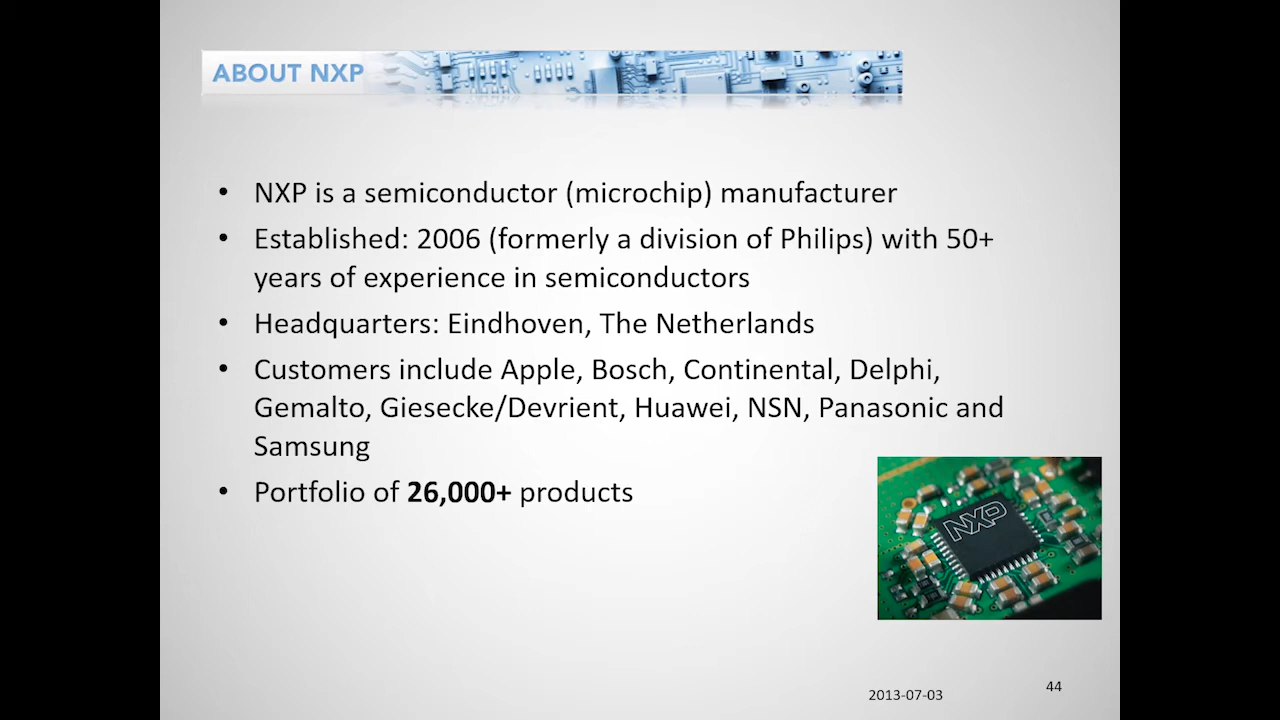 ABOUT NXP
• NXP is a semiconductor (microchip) manufacturer
• Established: 2006 (formerly a division of Philips) with 50+
years of experience in semiconductors
• Headquarters: Eindhoven, The Netherlands
• Customers include Apple, Bosch, Continental, Delphi,
Gemalto, Giesecke/Devrient, Huawei, NSN, Panasonic and
Samsung
• Portfolio of 26,000+ products
NXP
2013-07-03
44